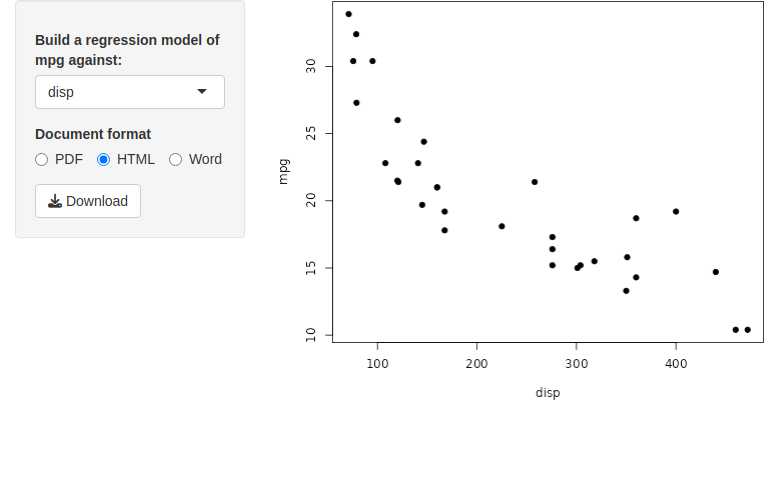 Build a regression model of
mpg against:
disp
Document format
PDF HTML Word
Download
mpg
30
25
20
15
10
100 200 300 400
disp